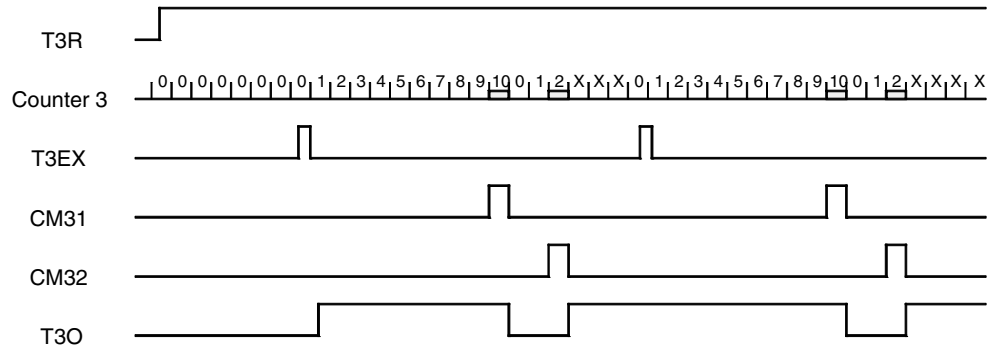 T3R
Counter 3 0 0 0 0 0 0 0 0 1 2 3 4 5 6 7 8 9 10 0 1 2 X X X 0 1 2 3 4 5 6 7 8 9 10 0 1 2 X X X X
T3EX
CM31
CM32
T3O